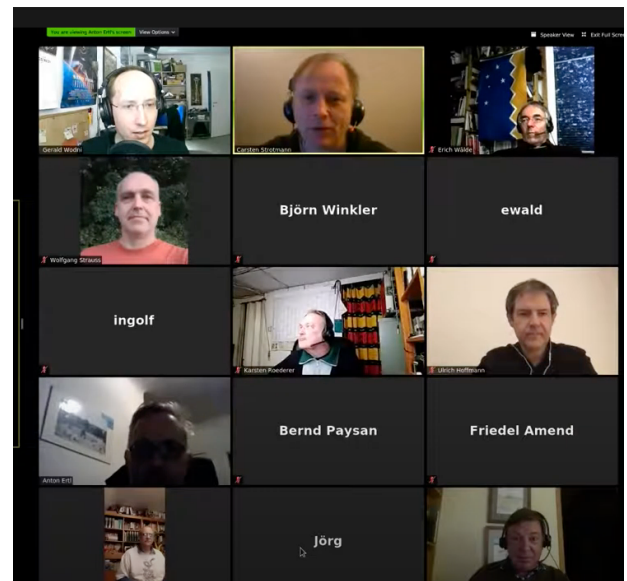 You are viewing Anton Ertl's screen
View Options
Speaker View
Exit Full Scree
Gerald Wodni
Carsten Strotmann
Erich Wälde
Wolfgang Strauss
Björn Winkler
ewald
ingolf
Karsten Roederer
Ulrich Hoffmann
Anton Ertl
Bernd Paysan
Friedel Amend
Jörg